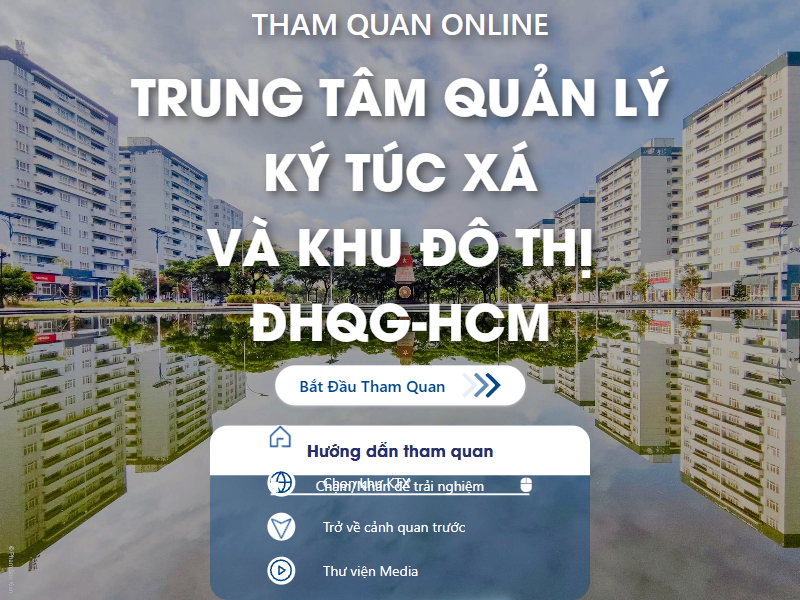 THAM QUAN ONLINE
TRUNG TÂM QUẢN LÝ
KÝ TÚC XÁ
VÀ KHU ĐÔ THỊ
ĐHQG-HCM
Bắt Đầu Tham Quan
Hướng dẫn tham quan
Chọn khu KTX
Chạm/Nhấn để trải nghiệm
Trở về cảnh quan trước
Thư viện Media